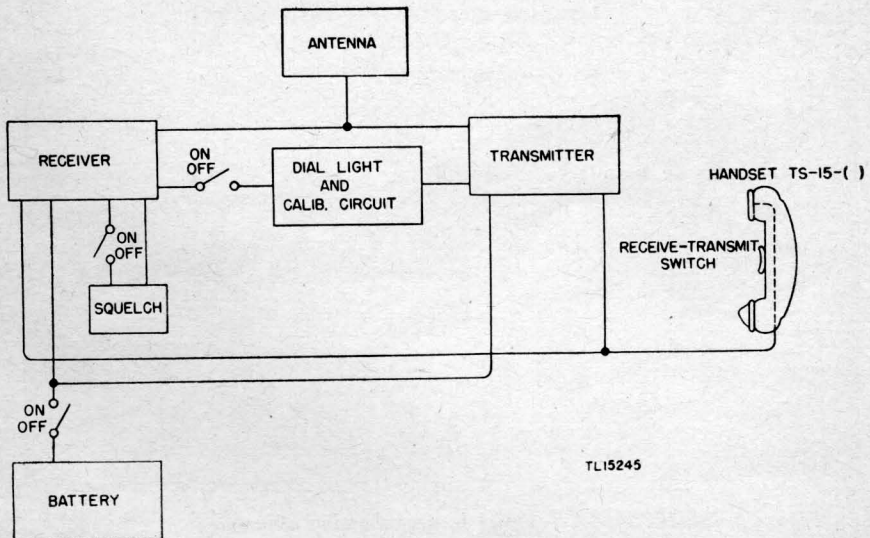 ANTENNA
RECEIVER
ON
OFF
DIAL LIGHT
AND
CALIB. CIRCUIT
TRANSMITTER
HANDSET TS-15-( )
RECEIVE-TRANSMIT
SWITCH
ON
OFF
SQUELCH
ON
OFF
BATTERY
TL15245